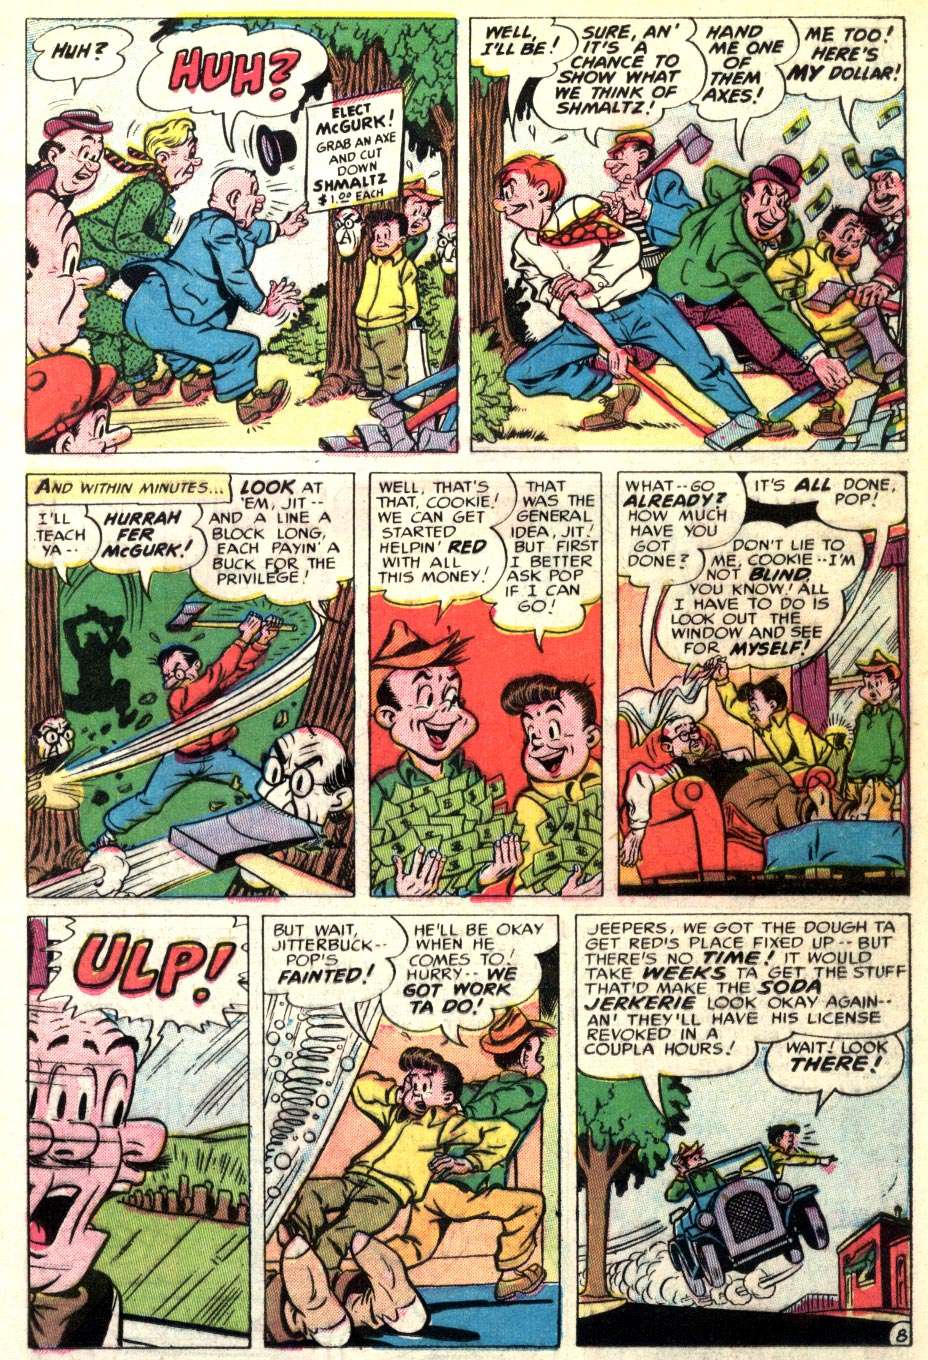 HUH?
HUH?
ELECT
McGURK!
GRAB AN AXE
AND CUT
DOWN
SHMALTZ
$1.00 EACH
WELL,
I'LL BE!
SURE, AN'
IT'S A
CHANCE TO
SHOW WHAT
WE THINK OF
SHMALTZ!
HAND
ME ONE
OF
THEM
AXES!
ME TOO!
HERE'S
MY DOLLAR!
AND WITHIN MINUTES...
I'LL
TEACH
YA--
HURRAH
FER
McGURK!
LOOK AT
'EM, JIT--
AND A LINE A
BLOCK LONG,
EACH PAYIN' A
BUCK FOR THE
PRIVILEGE!
WELL, THAT'S
THAT, COOKIE!
WE CAN GET
STARTED
HELPIN' RED
WITH ALL
THIS MONEY!
THAT
WAS THE
GENERAL
IDEA, JIT!
BUT FIRST
I BETTER
ASK POP
IF I CAN
GO!
WHAT--GO
ALREADY?
HOW MUCH
HAVE YOU
GOT
DONE?
IT'S ALL DONE,
POP!
DON'T LIE TO
ME, COOKIE--I'M
NOT BLIND,
YOU KNOW! ALL
I HAVE TO DO IS
LOOK OUT THE
WINDOW AND SEE
FOR MYSELF!
ULP!
BUT WAIT,
JITTERBUCK--
POP'S
FAINTED!
HE'LL BE OKAY
WHEN HE
COMES TO!
HURRY--WE
GOT WORK
TA DO!
JEEPERS, WE GOT THE DOUGH TA
GET RED'S PLACE FIXED UP--BUT
THERE'S NO TIME! IT WOULD
TAKE WEEKS TA GET THE STUFF
THAT'D MAKE THE SODA
JERKERIE LOOK OKAY AGAIN--
AN' THEY'LL HAVE HIS LICENSE
REVOKED IN A
COUPLA HOURS!
WAIT! LOOK
THERE!
8